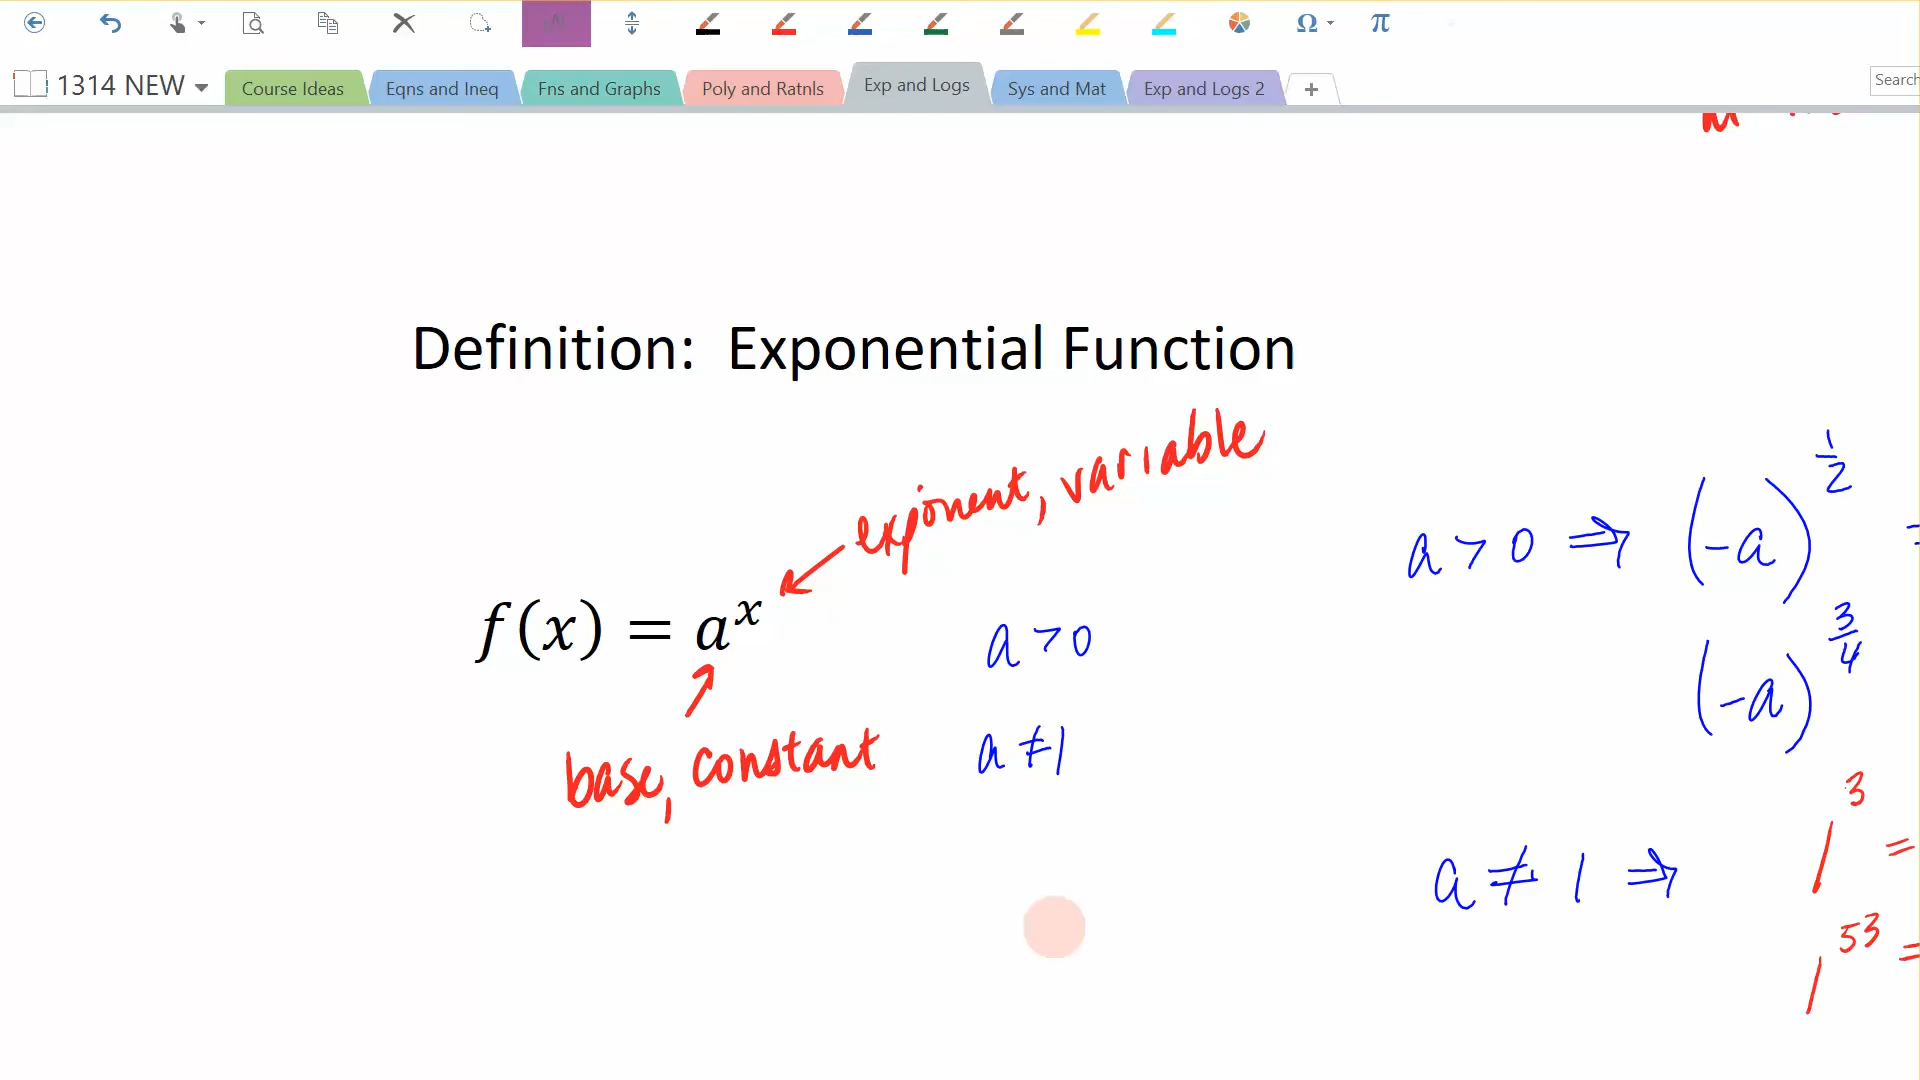 1314 NEW Course Ideas Eqns and Ineq Fns and Graphs Poly and Ratnls Exp and Logs Sys and Mat Exp and Logs 2 + Search
Definition: Exponential Function
exponent, variable
f(x) = a^x
base, constant
a > 0
a ≠ 1
a > 0 ⇒ (-a)^{1/2} =
(-a)^{3/4}
a ≠ 1 ⇒ 1^3 =
1^{53} =